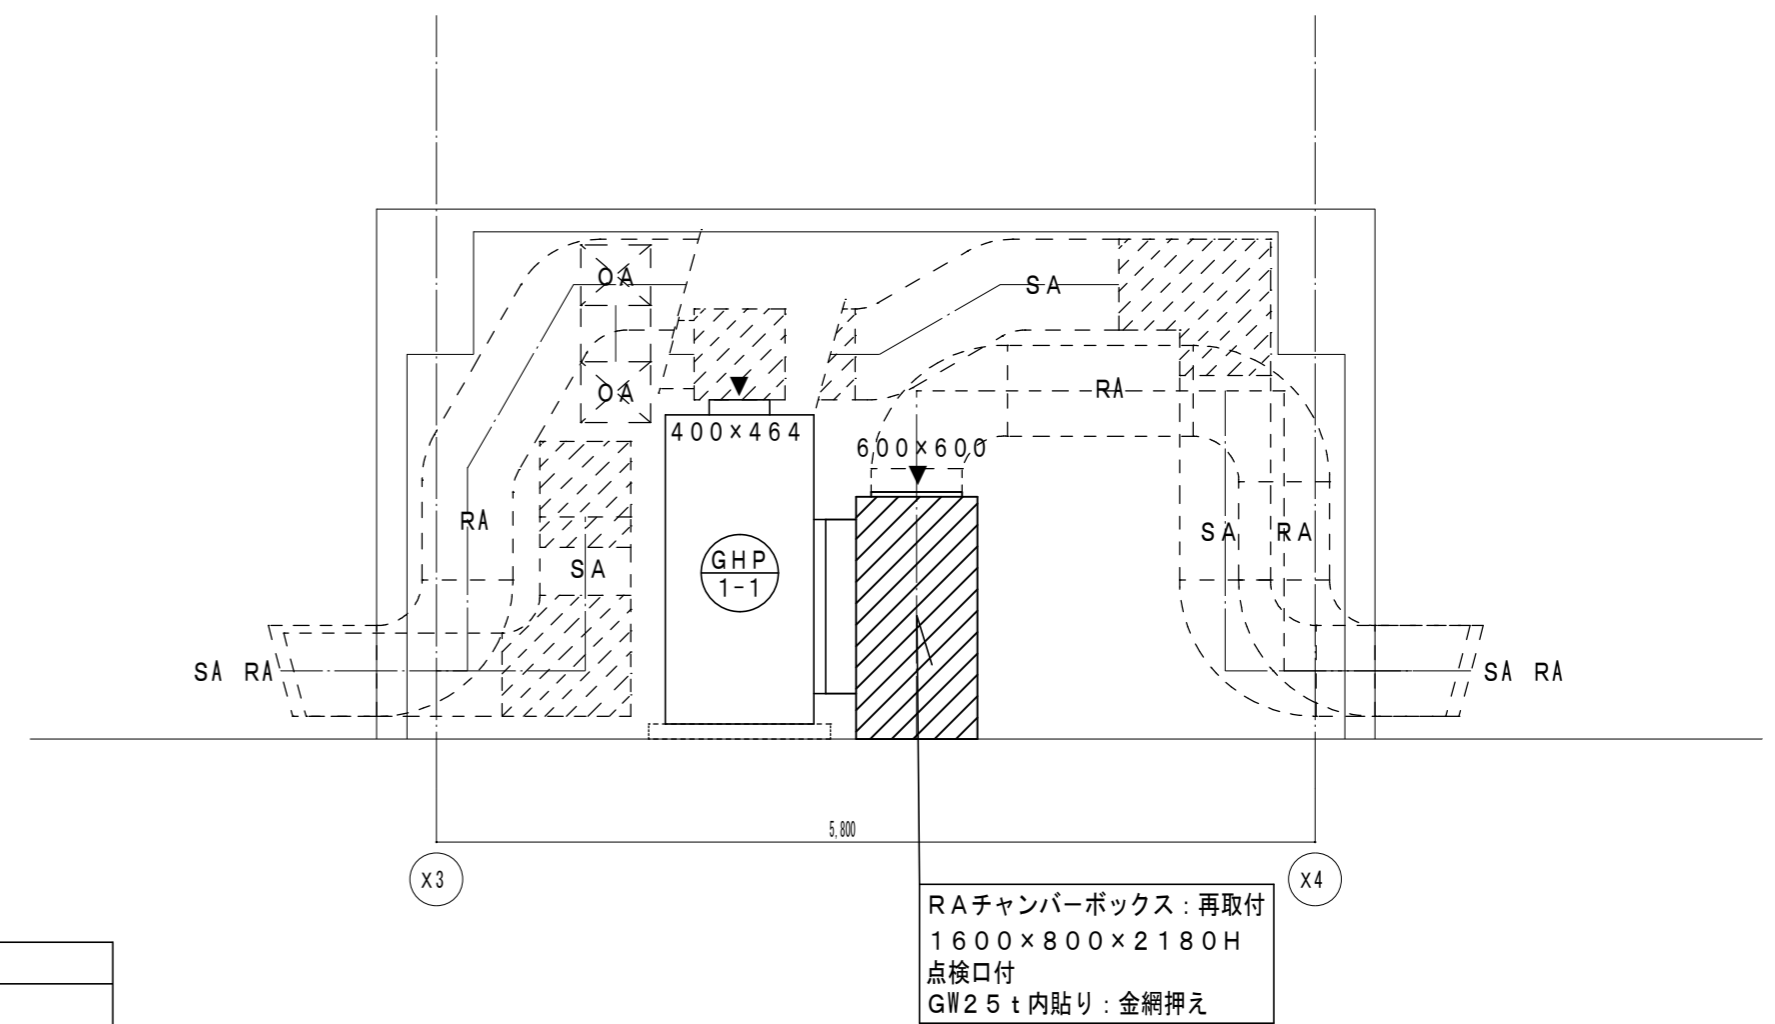 OA
SA
OA
RA
400×464
600×600
RA
SA
RA
GHP
1-1
SA
SA RA
SA RA
5,800
X3
X4
RAチャンバーボックス:再取付
1600×800×2180H
点検口付
GW25t内貼り:金網押え